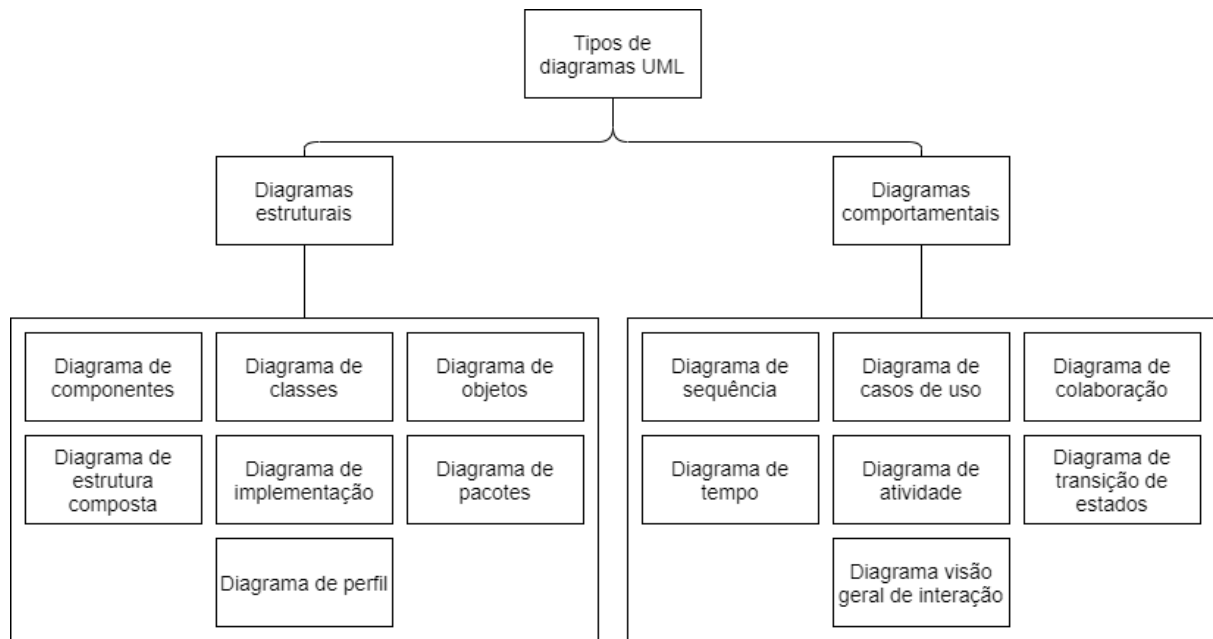 Tipos de
diagramas UML
Diagramas
estruturais
Diagramas
comportamentais
Diagrama de
componentes
Diagrama de
classes
Diagrama de
objetos
Diagrama de
estrutura
composta
Diagrama de
implementação
Diagrama de
pacotes
Diagrama de perfil
Diagrama de
sequência
Diagrama de
casos de uso
Diagrama de
colaboração
Diagrama de
tempo
Diagrama de
atividade
Diagrama de
transição de
estados
Diagrama visão
geral de interação